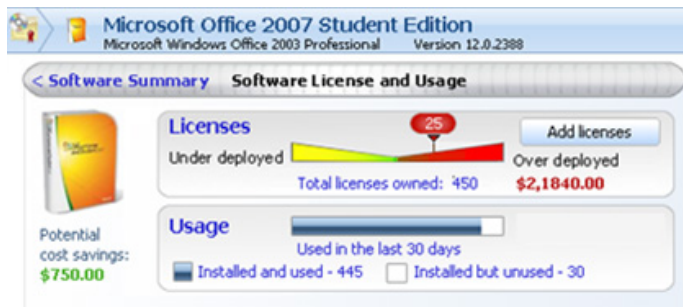 Microsoft Office 2007 Student Edition
Microsoft Windows Office 2003 Professional Version 12.0.2388
< Software Summary Software License and Usage
Licenses
25
Add licenses
Under deployed
Over deployed
Total licenses owned: 450
$2,1840.00
Potential
cost savings:
$750.00
Usage
Used in the last 30 days
Installed and used - 445
Installed but unused - 30